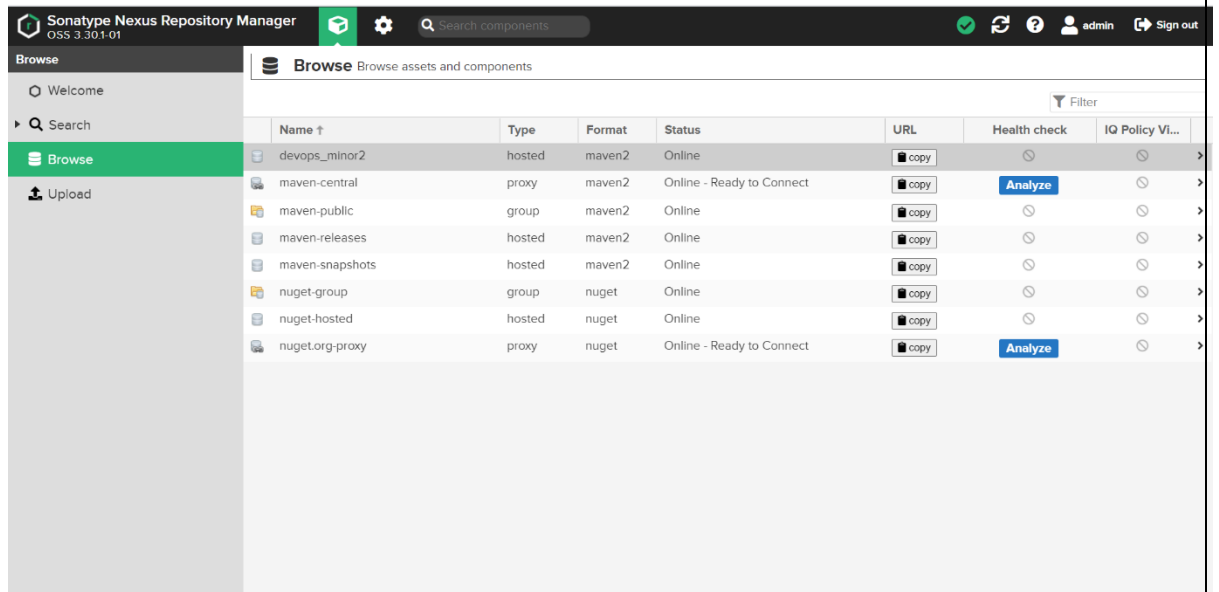 Sonatype Nexus Repository Manager
OSS 3.30.1-01
Search components
admin
Sign out
Browse
Welcome
Search
Browse
Upload
Browse Browse assets and components
Filter
Name ↑ Type Format Status URL Health check IQ Policy Vi...
devops_minor2 hosted maven2 Online copy
maven-central proxy maven2 Online - Ready to Connect copy Analyze
maven-public group maven2 Online copy
maven-releases hosted maven2 Online copy
maven-snapshots hosted maven2 Online copy
nuget-group group nuget Online copy
nuget-hosted hosted nuget Online copy
nuget.org-proxy proxy nuget Online - Ready to Connect copy Analyze